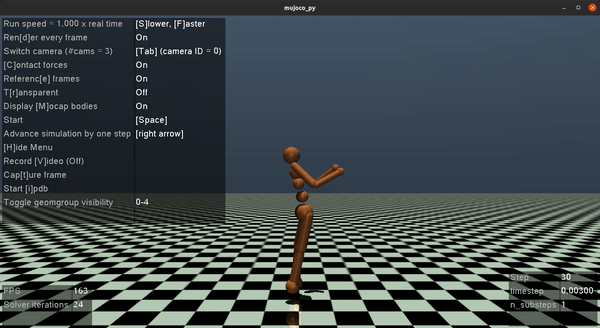 mujoco_py
Run speed = 1.000 x real time [S]lower, [F]aster
Ren[d]er every frame On
Switch camera (#cams = 3) [Tab] (camera ID = 0)
[C]ontact forces On
Referenc[e] frames On
T[r]ansparent Off
Display [M]ocap bodies On
Start [Space]
Advance simulation by one step [right arrow]
[H]ide Menu
Record [V]ideo (Off)
Cap[t]ure frame
Start [i]pdb
Toggle geomgroup visibility 0-4
FPS 163
Solver iterations 24
Step 30
timestep 0.00300
n_substeps 1